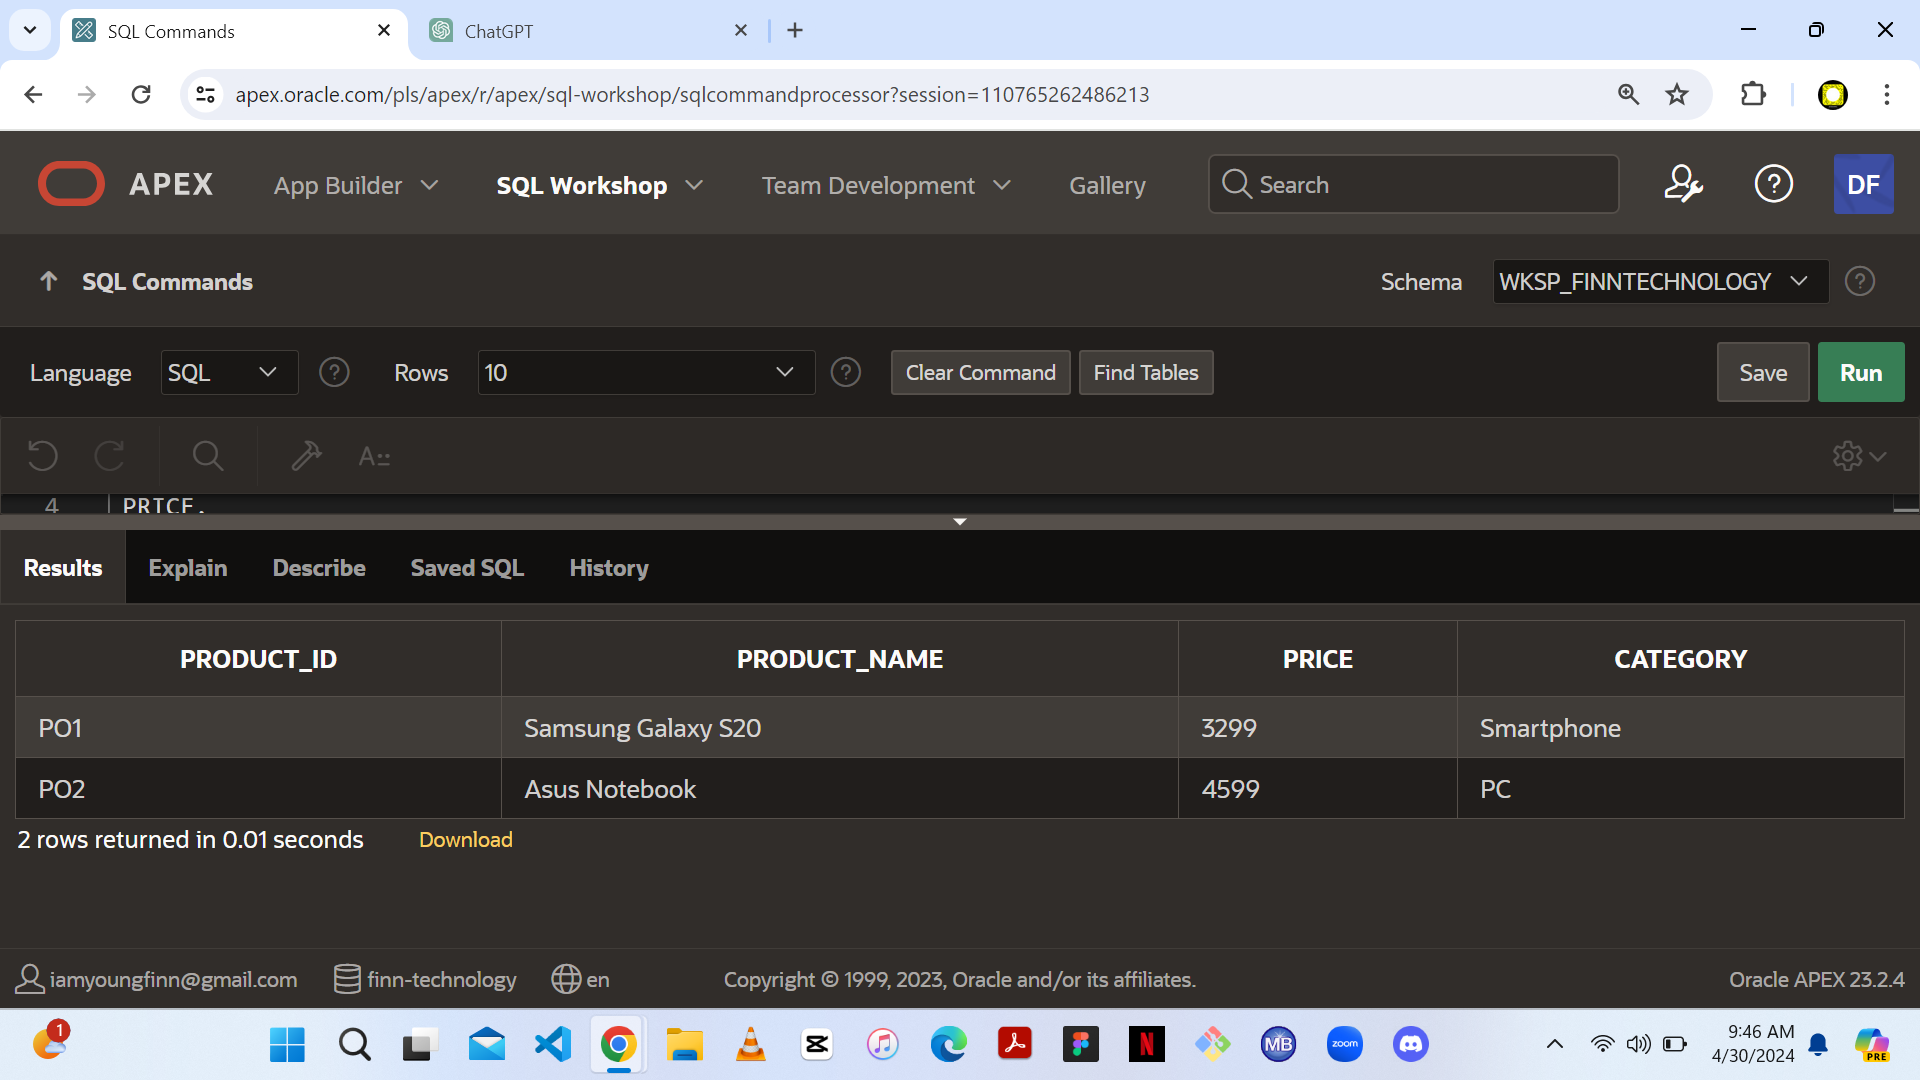 SQL Commands
ChatGPT
apex.oracle.com/pls/apex/r/apex/sql-workshop/sqlcommandprocessor?session=110765262486213
APEX App Builder SQL Workshop Team Development Gallery Search DF
SQL Commands Schema WKSP_FINNTECHNOLOGY
Language SQL Rows 10 Clear Command Find Tables Save Run
A
4 PRICE,
Results Explain Describe Saved SQL History
PRODUCT_ID PRODUCT_NAME PRICE CATEGORY
PO1 Samsung Galaxy S20 3299 Smartphone
PO2 Asus Notebook 4599 PC
2 rows returned in 0.01 seconds Download
iamyoungfinn@gmail.com finn-technology en Copyright © 1999, 2023, Oracle and/or its affiliates. Oracle APEX 23.2.4
1 N MB zoom 9:46 AM
4/30/2024 PRE